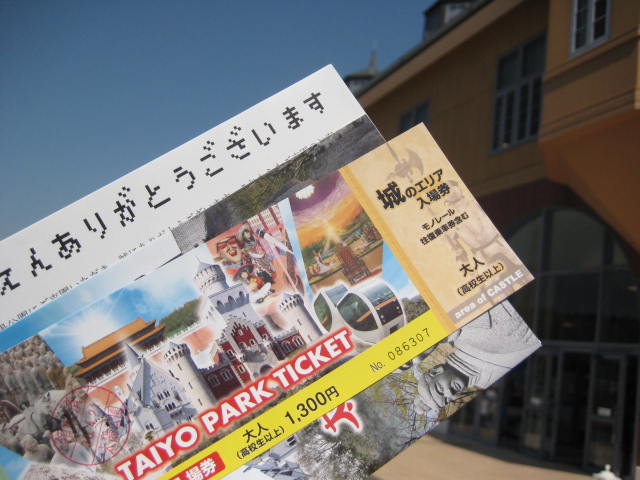 えんありがとうございます
城のエリア
入場券
モノレール
往復乗車券含む
大人
(高校生以上)
area of CASTLE
TAIYO PARK TICKET
No. 086307
大人
(高校生以上)
1,300円
入場券